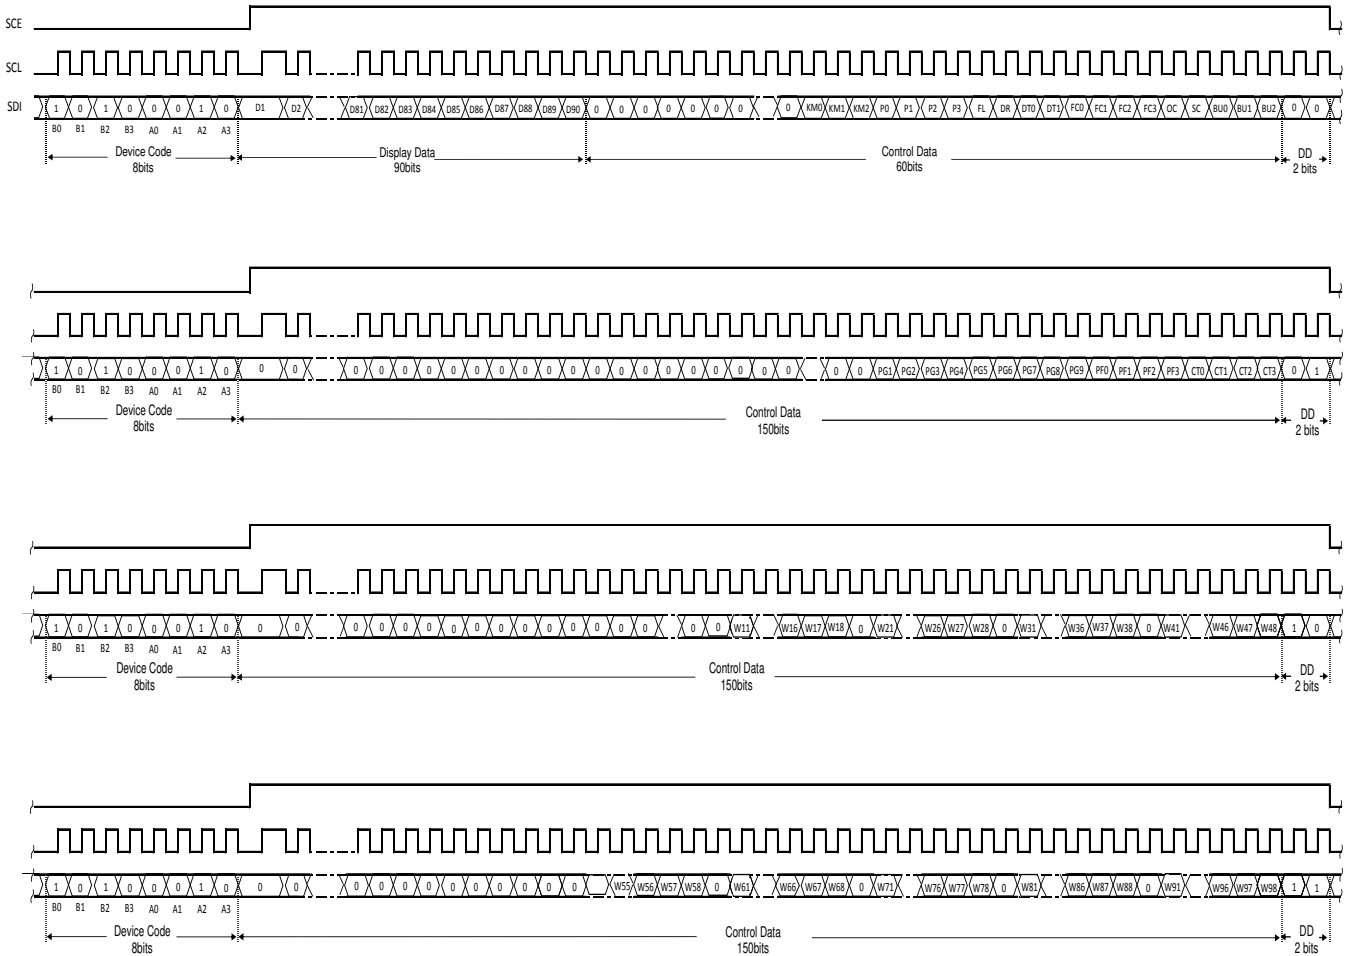 SCE
SCL
SDI 1 0 1 0 0 0 1 0 D1 D2 D81 D82 D83 D84 D85 D86 D87 D88 D89 D90 0 0 0 0 0 0 0 0 KM0 KM1 KM2 P0 P1 P2 P3 FL DR DT0 DT1 FC0 FC1 FC2 FC3 OC SC BU0 BU1 BU2 0 0
B0 B1 B2 B3 A0 A1 A2 A3
Device Code Display Data Control Data DD
8bits 90bits 60bits 2 bits
1 0 1 0 0 0 1 0 0 0 0 0 0 0 0 0 0 0 0 0 0 0 0 0 0 0 0 0 0 0 0 PG1 PG2 PG3 PG4 PG5 PG6 PG7 PG8 PG9 PF0 PF1 PF2 PF3 CT0 CT1 CT2 CT3 0 1
B0 B1 B2 B3 A0 A1 A2 A3
Device Code Control Data DD
8bits 150bits 2 bits
1 0 1 0 0 0 1 0 0 0 0 0 0 0 0 0 0 0 0 0 0 0 0 0 0 W11 W16 W17 W18 0 W21 W26 W27 W28 0 W31 W36 W37 W38 0 W41 W46 W47 W48 1 0
B0 B1 B2 B3 A0 A1 A2 A3
Device Code Control Data DD
8bits 150bits 2 bits
1 0 1 0 0 0 1 0 0 0 0 0 0 0 0 0 0 0 0 0 0 W55 W56 W57 W58 0 W61 W66 W67 W68 0 W71 W76 W77 W78 0 W81 W86 W87 W88 0 W91 W96 W97 W98 1 1
B0 B1 B2 B3 A0 A1 A2 A3
Device Code Control Data DD
8bits 150bits 2 bits